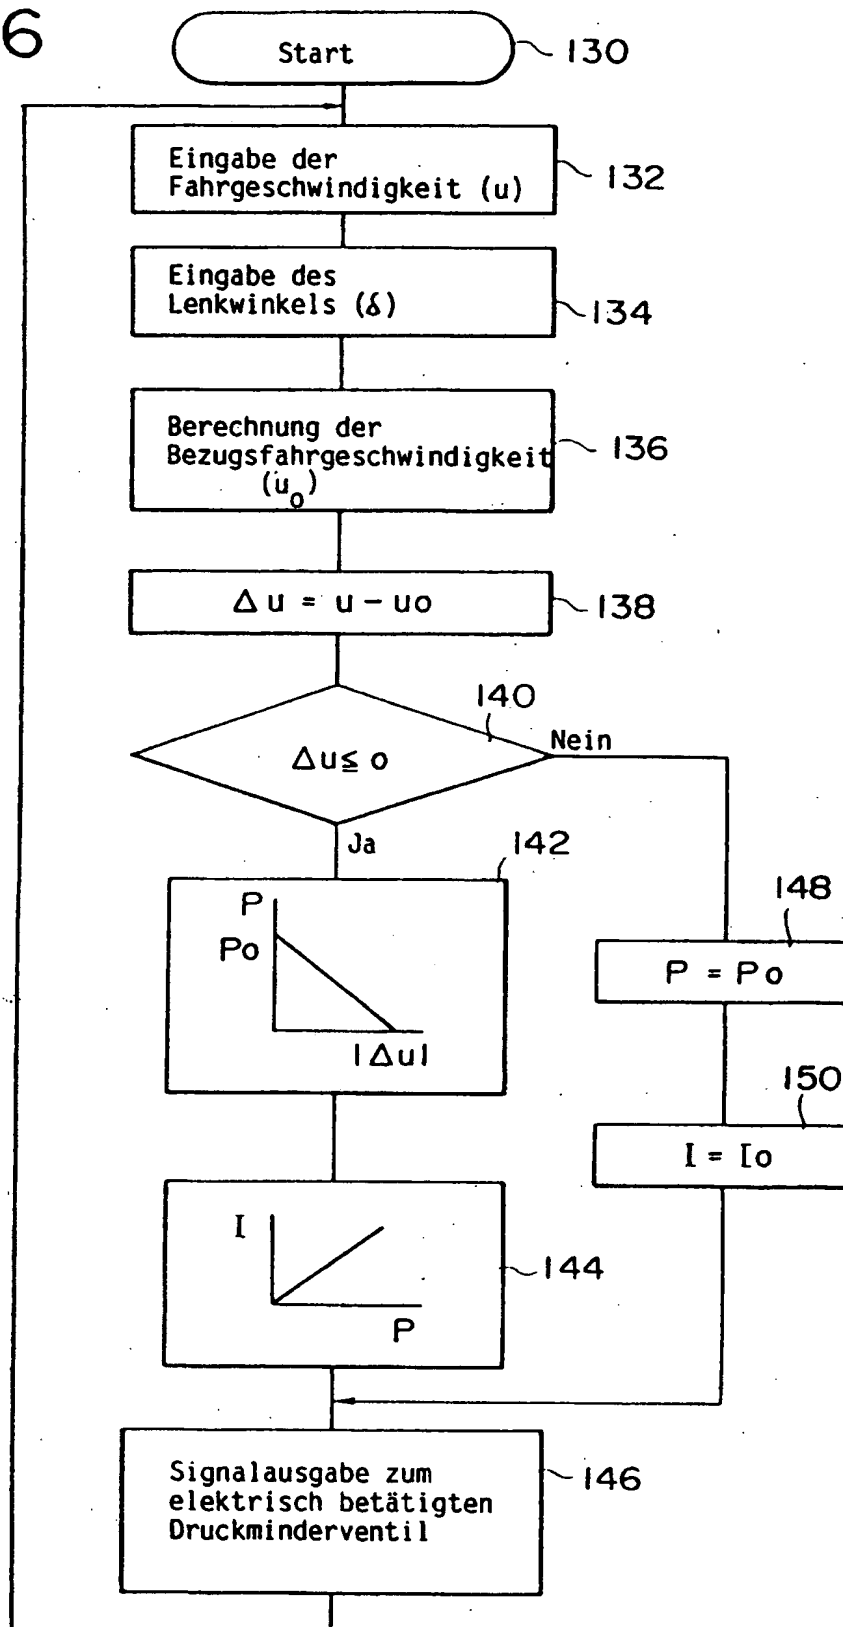 6
Start
130
Eingabe der
Fahrgeschwindigkeit (u)
132
Eingabe des
Lenkwinkels (δ)
134
Berechnung der
Bezugsfahrgeschwindigkeit
(u₀)
136
Δu = u - uo
138
140
Δu ≦ o
Nein
Ja
142
P
Po
|Δu|
148
P = Po
150
I = Io
I
P
144
Signalausgabe zum
elektrisch betätigten
Druckminderventil
146